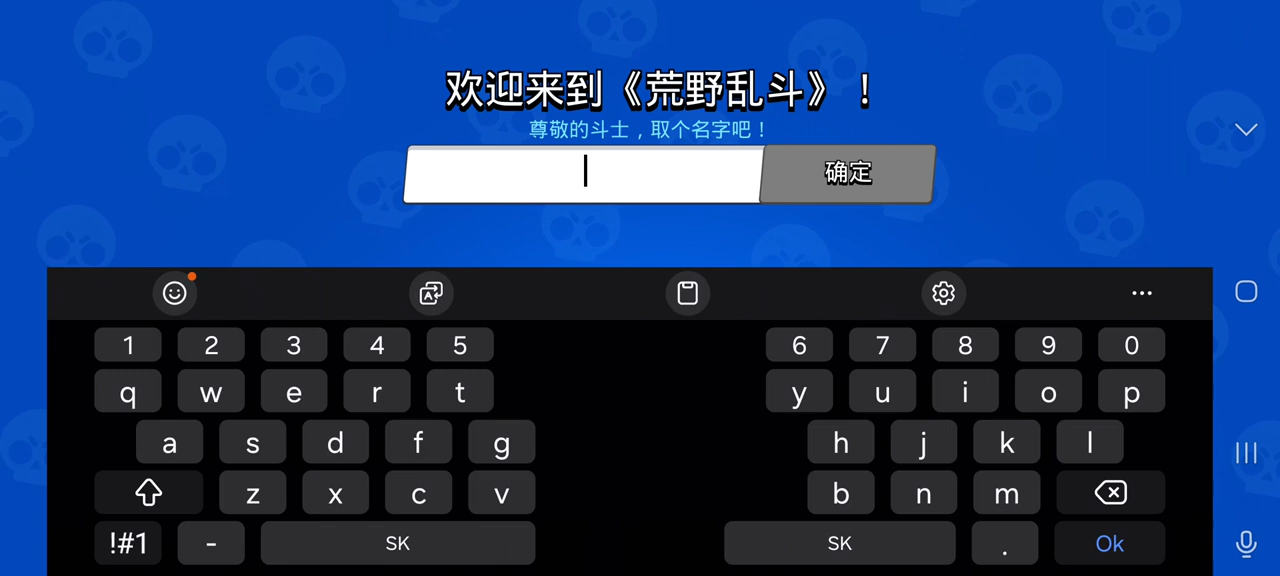 欢迎来到《荒野乱斗》！
尊敬的斗士，取个名字吧！
确定
1 2 3 4 5 6 7 8 9 0
q w e r t y u i o p
a s d f g h j k l
z x c v b n m
!#1 - SK SK . Ok